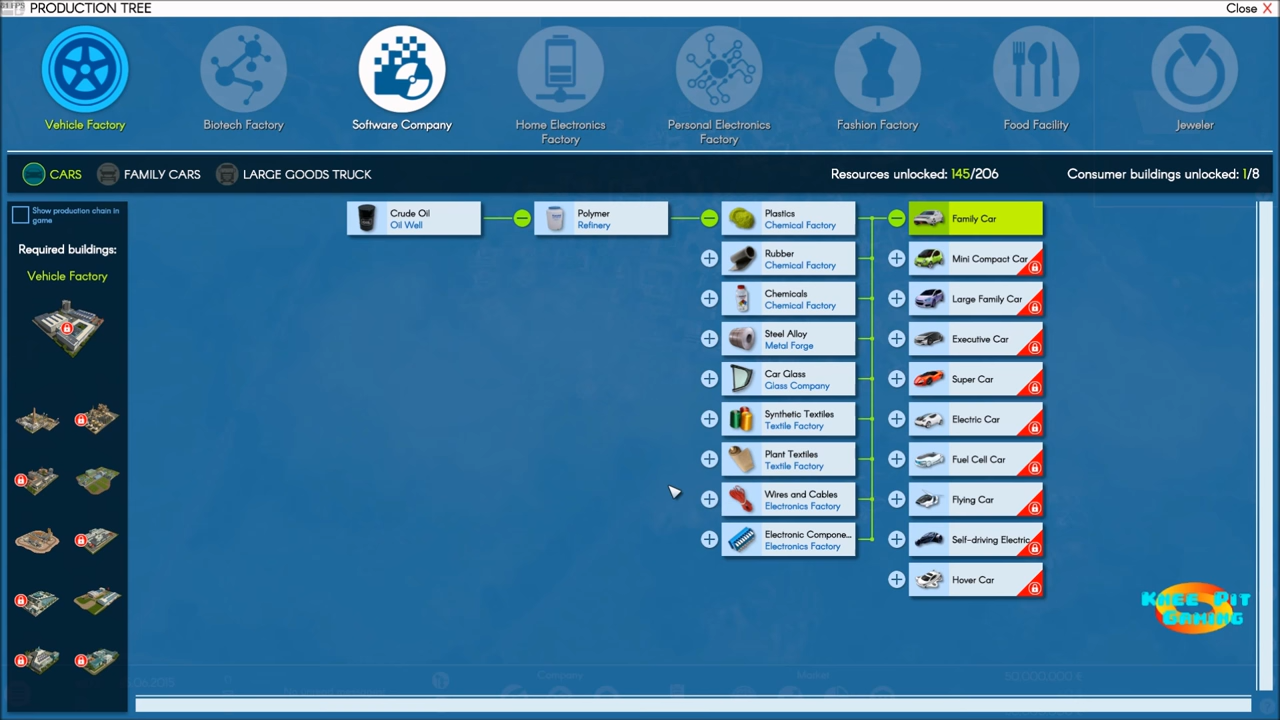 PRODUCTION TREE
Close X
Vehicle Factory
Biotech Factory
Software Company
Home Electronics
Factory
Personal Electronics
Factory
Fashion Factory
Food Facility
Jeweler
CARS
FAMILY CARS
LARGE GOODS TRUCK
Resources unlocked: 145/206
Consumer buildings unlocked: 1/8
Show production chain in
game
Required buildings:
Vehicle Factory
Crude Oil
Oil Well
Polymer
Refinery
Plastics
Chemical Factory
Rubber
Chemical Factory
Chemicals
Chemical Factory
Steel Alloy
Metal Forge
Car Glass
Glass Company
Synthetic Textiles
Textile Factory
Plant Textiles
Textile Factory
Wires and Cables
Electronics Factory
Electronic Compone...
Electronics Factory
Family Car
Mini Compact Car
Large Family Car
Executive Car
Super Car
Electric Car
Fuel Cell Car
Flying Car
Self-driving Electric
Hover Car
KHEE PIT
GAMING
Company
Market